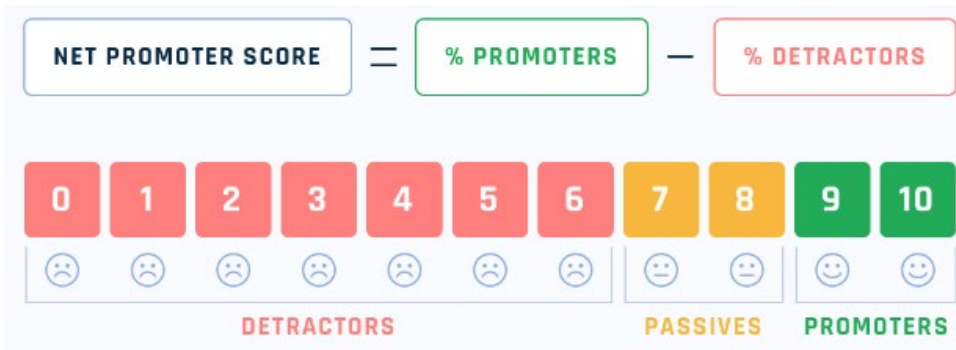 NET PROMOTER SCORE = % PROMOTERS − % DETRACTORS
0 1 2 3 4 5 6 7 8 9 10
DETRACTORS PASSIVES PROMOTERS